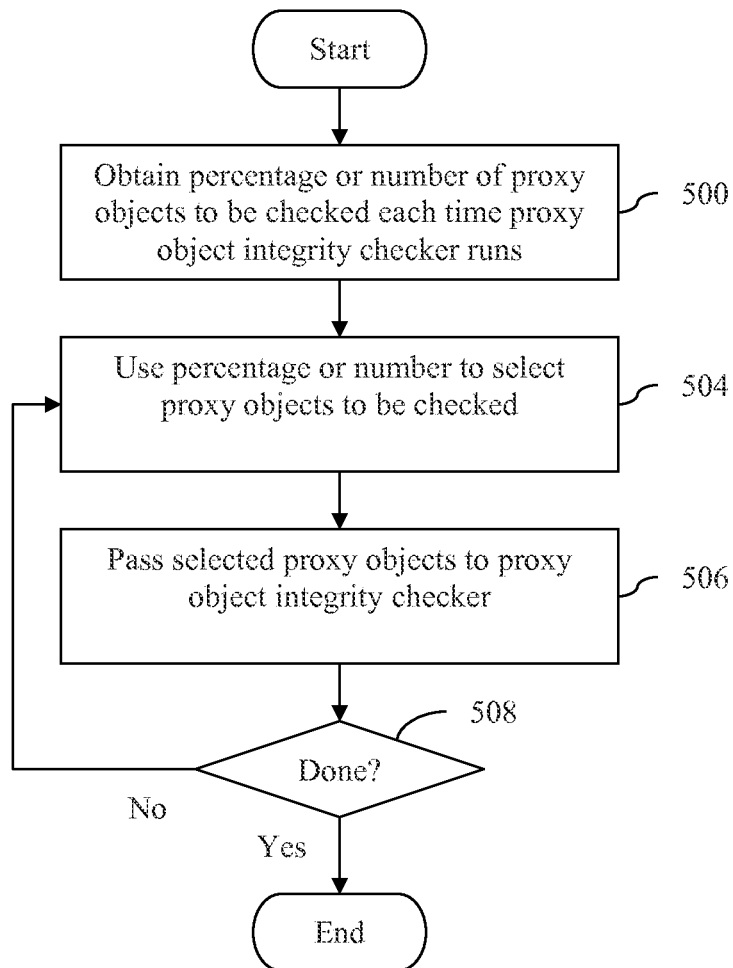 Start
Obtain percentage or number of proxy
objects to be checked each time proxy
object integrity checker runs
500
Use percentage or number to select
proxy objects to be checked
504
Pass selected proxy objects to proxy
object integrity checker
506
508
Done?
No
Yes
End